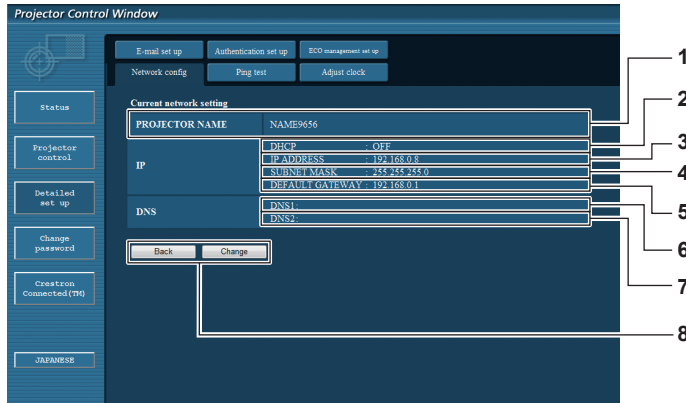 Projector Control Window
E-mail set up
Authentication set up
ECO management set up
Network config
Ping test
Adjust clock
Status
Projector
control
Detailed
set up
Change
password
Crestron
Connected(TM)
JAPANESE
Current network setting
PROJECTOR NAME NAME9656
IP
DHCP : OFF
IP ADDRESS : 192.168.0.8
SUBNET MASK : 255.255.255.0
DEFAULT GATEWAY : 192.168.0.1
DNS
DNS1:
DNS2:
Back
Change
1
2
3
4
5
6
7
8